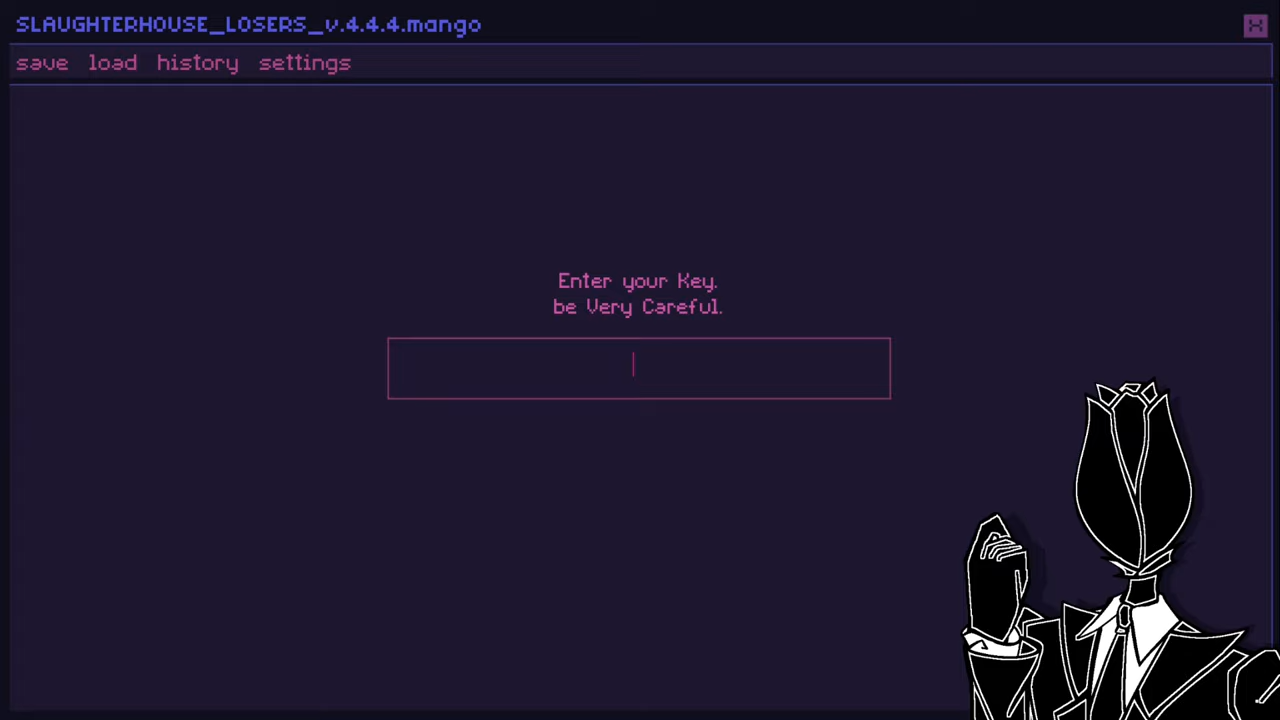 SLAUGHTERHOUSE_LOSERS_v.4.4.4.mango
X
save load history settings
Enter your Key.
be Very Careful.